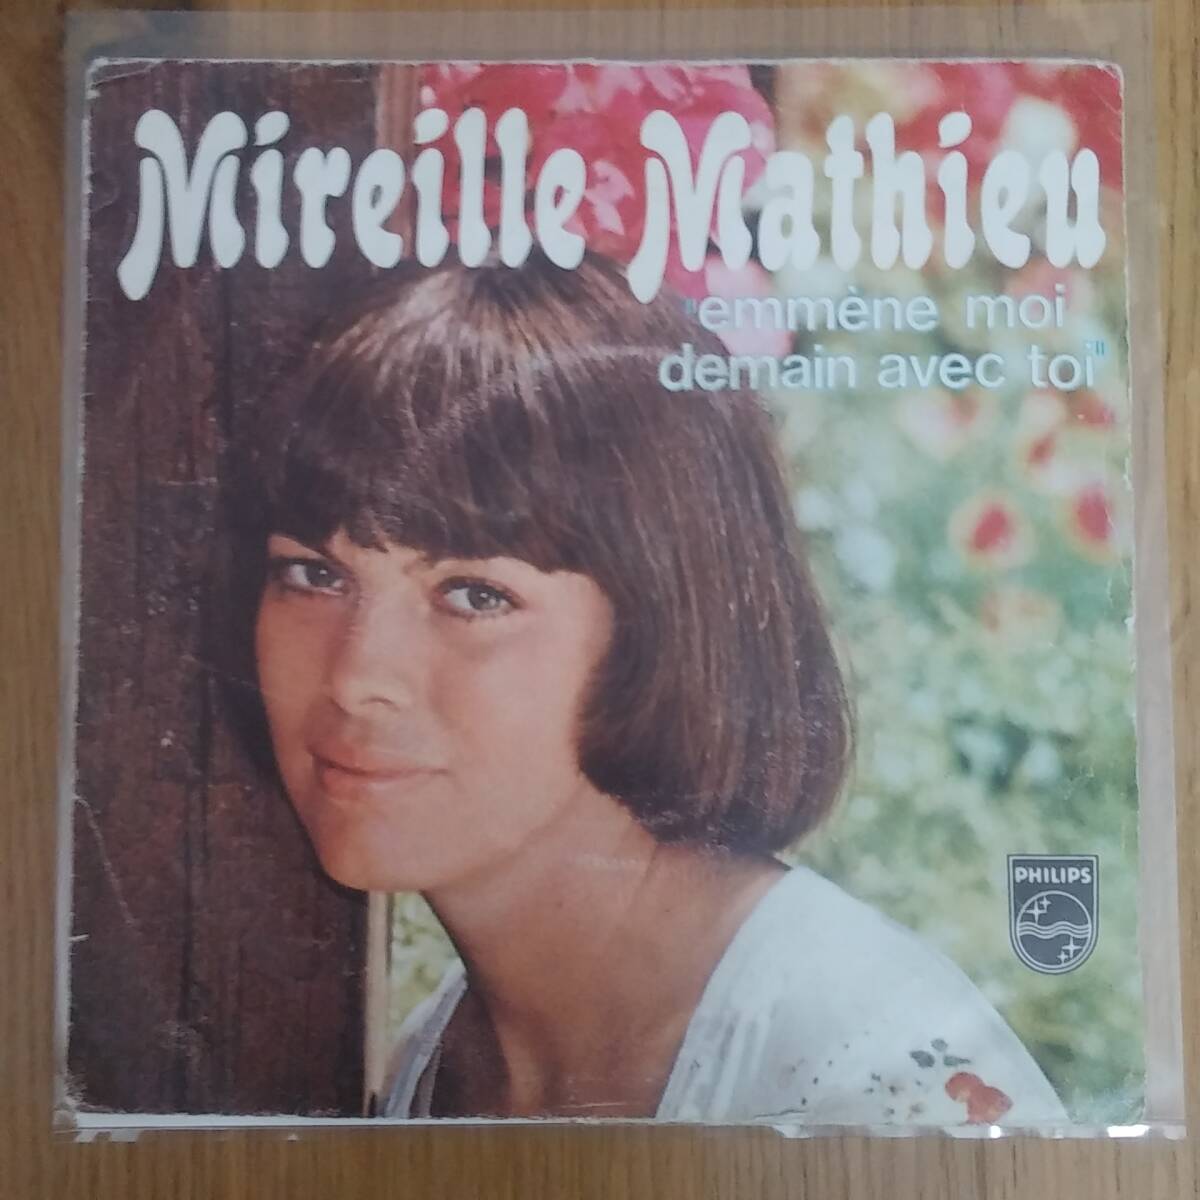 Mireille Mathieu
"emmène moi
demain avec toi"
PHILIPS